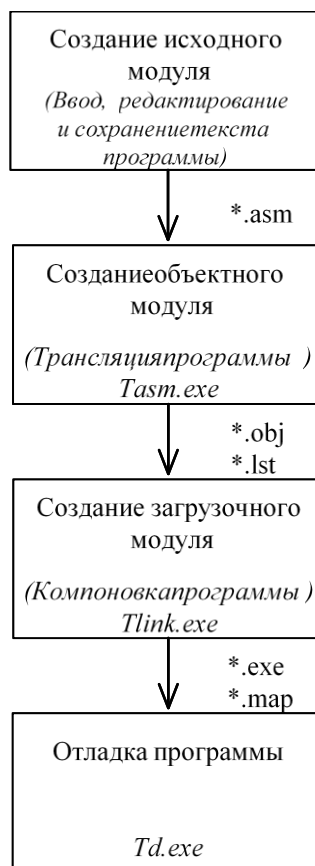 Создание исходного
модуля
(Ввод, редактирование
и сохранениетекста
программы)
*.asm
Созданиеобъектного
модуля
(Трансляцияпрограммы )
Tasm.exe
*.obj
*.lst
Создание загрузочного
модуля
(Компоновкапрограммы )
Tlink.exe
*.exe
*.map
Отладка программы
Td.exe